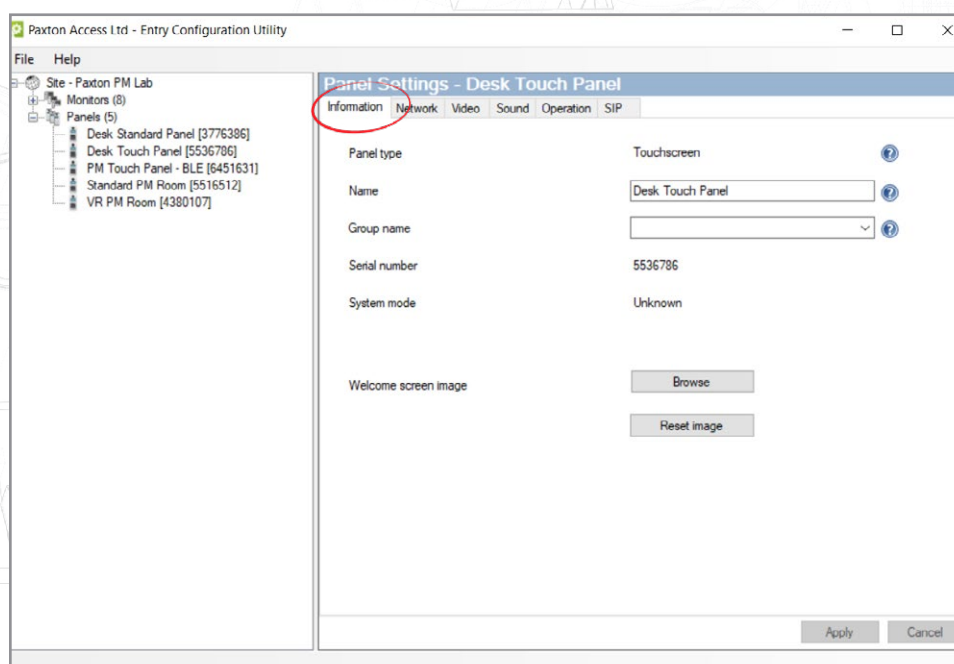 Paxton Access Ltd - Entry Configuration Utility
File Help
Site - Paxton PM Lab
Monitors (8)
Panels (5)
Desk Standard Panel [3776386]
Desk Touch Panel [5536786]
PM Touch Panel - BLE [6451631]
Standard PM Room [5516512]
VR PM Room [4380107]
Panel Settings - Desk Touch Panel
Information Network Video Sound Operation SIP
Panel type Touchscreen
Name Desk Touch Panel
Group name
Serial number 5536786
System mode Unknown
Welcome screen image Browse
Reset image
Apply Cancel